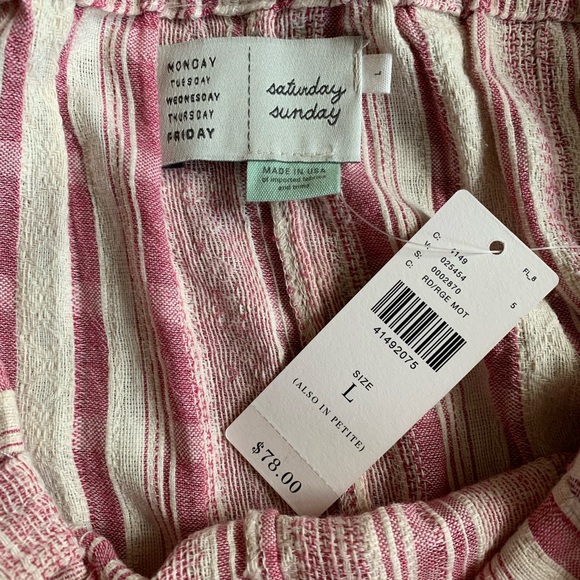 MONDAY
TUESDAY
WEDNESDAY
THURSDAY
FRIDAY
saturday
sunday
L
MADE IN USA
of imported fabrics
and trims
FL_8
5
025454
S: 0002870
C: RD/RGE MOT
41492075
SIZE
L
(ALSO IN PETITE)
$78.00